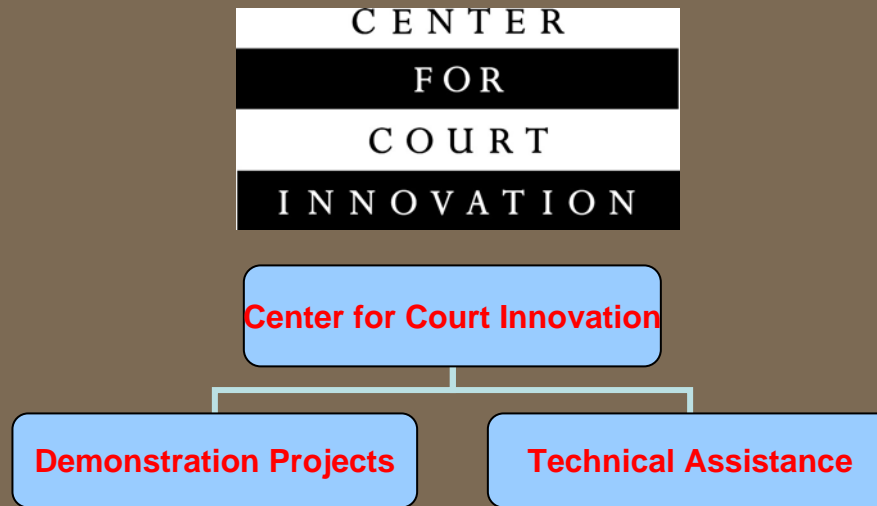 CENTER
FOR
COURT
INNOVATION
Center for Court Innovation
Demonstration Projects
Technical Assistance